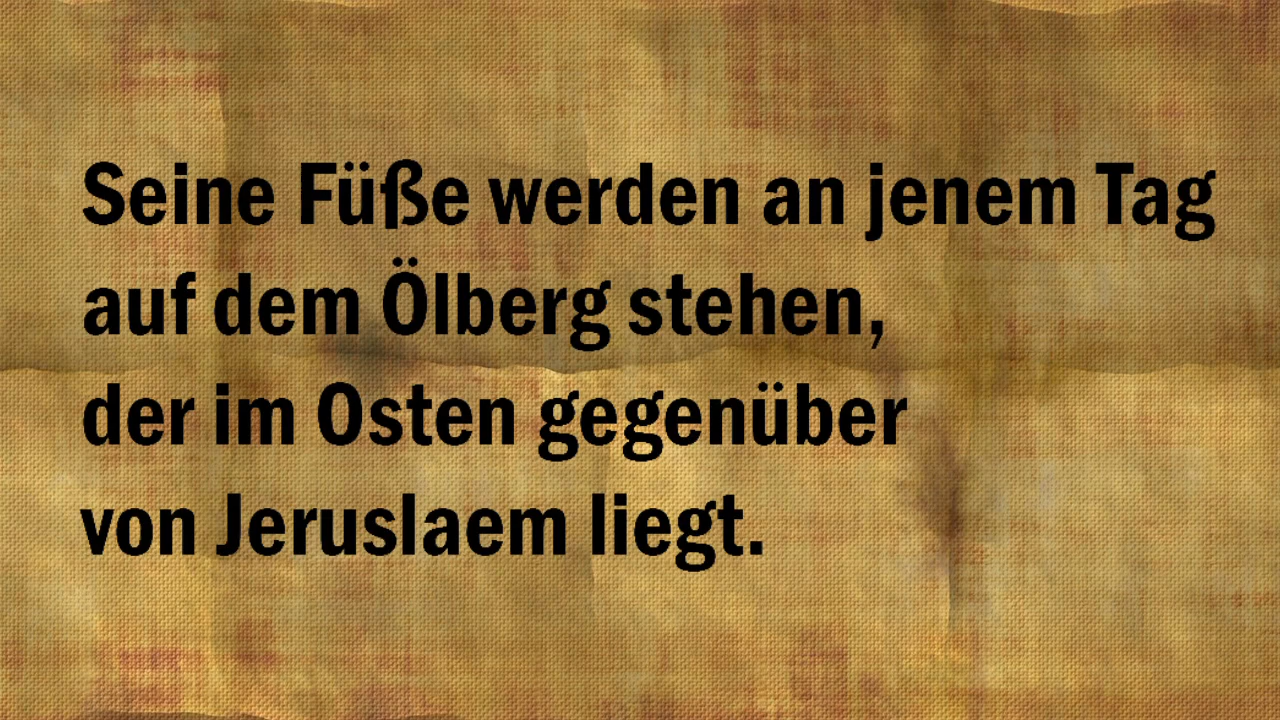 Seine Füße werden an jenem Tag
auf dem Ölberg stehen,
der im Osten gegenüber
von Jeruslaem liegt.